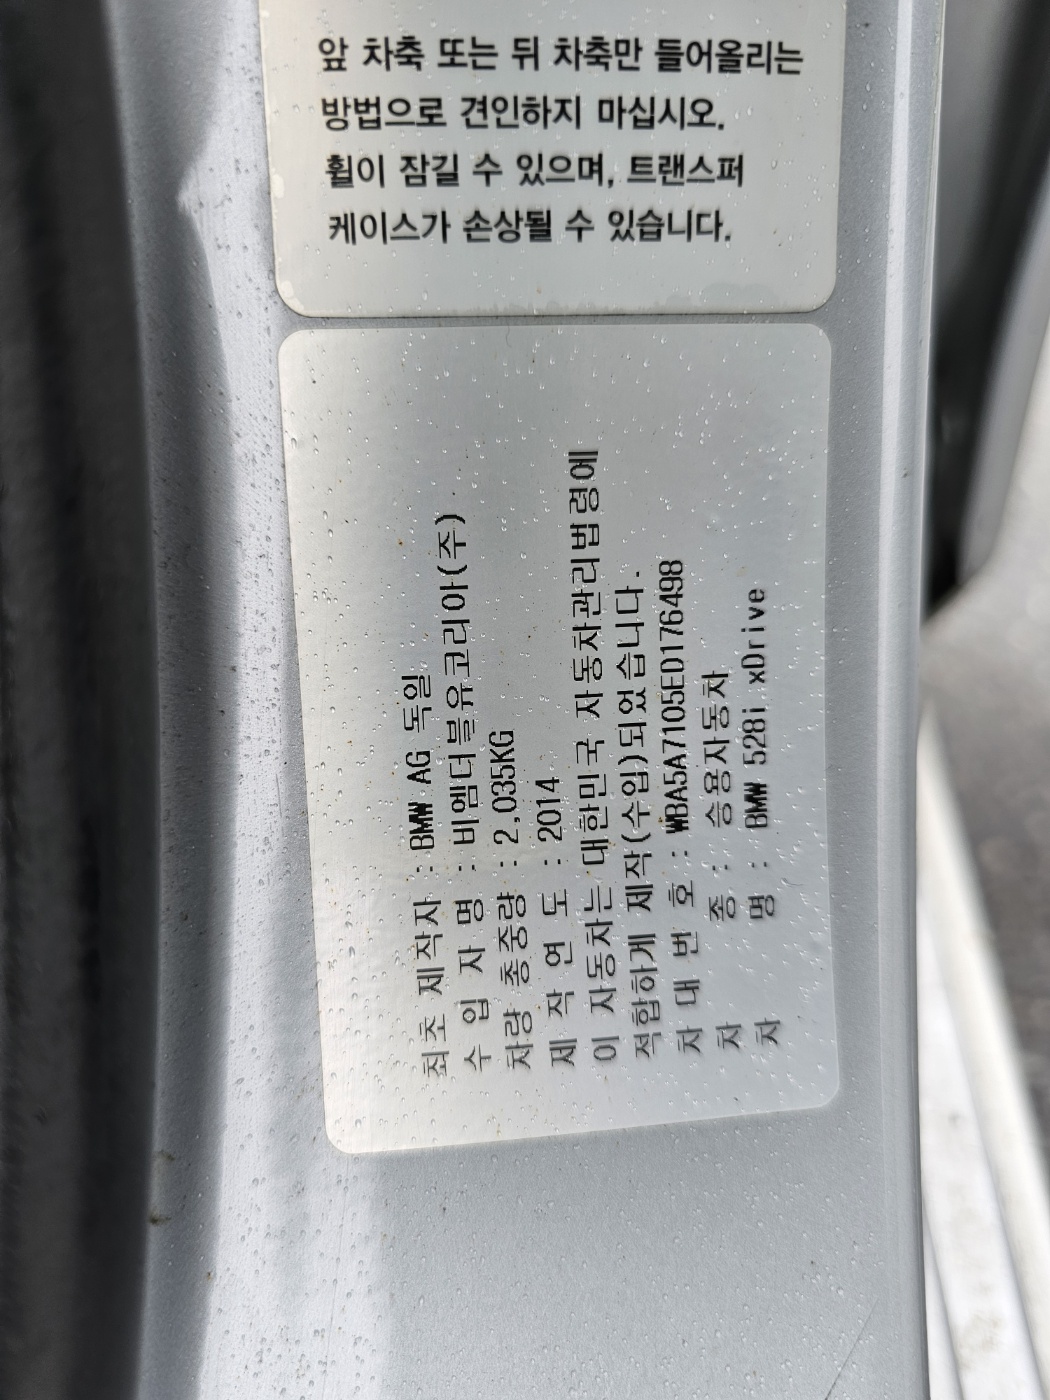 앞 차축 또는 뒤 차축만 들어올리는
방법으로 견인하지 마십시오.
휠이 잠길 수 있으며, 트랜스퍼
케이스가 손상될 수 있습니다.
최초 제작자 : BMW AG 독일
수 입 자 명 : 비엠더블유코리아(주)
차량 총중량 : 2,035KG
제 작 연 도 : 2014
이 자동차는 대한민국 자동차관리법령에
적합하게 제작(수입)되었습니다.
차 대 번 호 : WBA5A7105ED176498
차 종 : 승용자동차
차 명 : BMW 528i xDrive